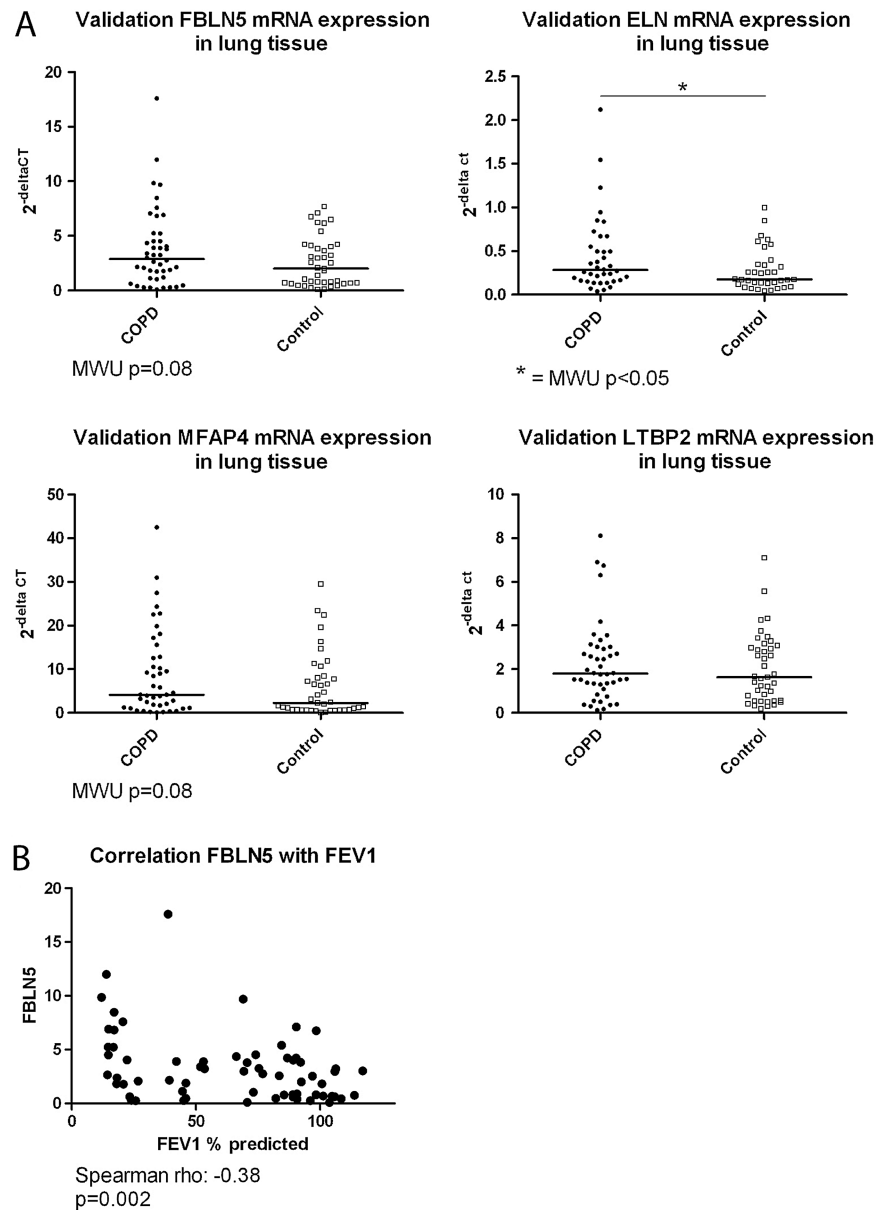 A
Validation FBLN5 mRNA expression
in lung tissue
20
15
10
5
0
2-deltaCT
COPD
Control
MWU p=0.08
Validation ELN mRNA expression
in lung tissue
2.5
2.0
1.5
1.0
0.5
0.0
2-delta ct
*
COPD
Control
* = MWU p<0.05
Validation MFAP4 mRNA expression
in lung tissue
50
40
30
20
10
0
2-delta CT
COPD
Control
MWU p=0.08
Validation LTBP2 mRNA expression
in lung tissue
10
8
6
4
2
0
2-delta ct
COPD
Control
B
Correlation FBLN5 with FEV1
20
15
10
5
0
FBLN5
0 50 100
FEV1 % predicted
Spearman rho: -0.38
p=0.002